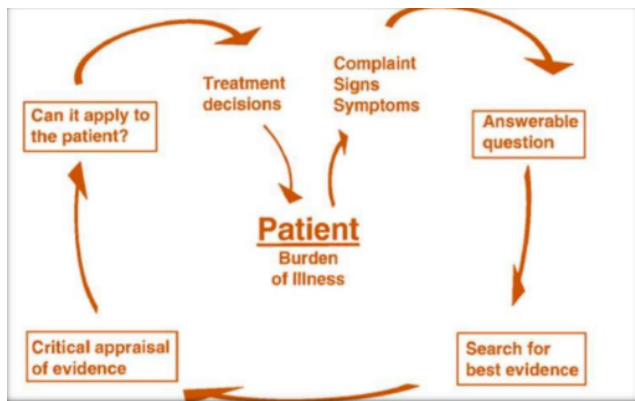 Treatment
decisions
Complaint
Signs
Symptoms
Can it apply to
the patient?
Answerable
question
Patient
Burden
of Illness
Critical appraisal
of evidence
Search for
best evidence